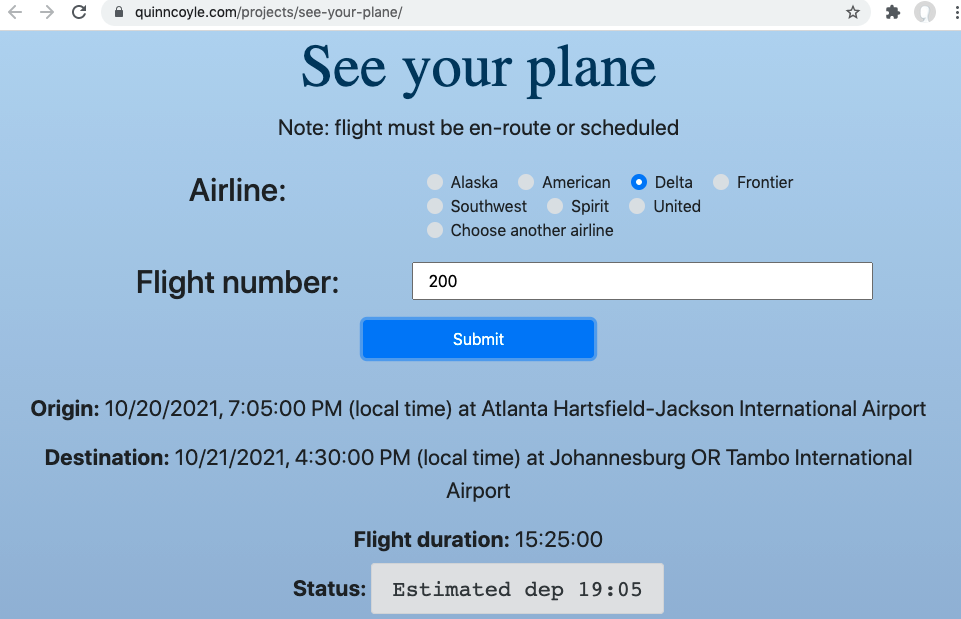 quinncoyle.com/projects/see-your-plane/
See your plane
Note: flight must be en-route or scheduled
Airline:
Alaska American Delta Frontier
Southwest Spirit United
Choose another airline
Flight number: 200
Submit
Origin: 10/20/2021, 7:05:00 PM (local time) at Atlanta Hartsfield-Jackson International Airport
Destination: 10/21/2021, 4:30:00 PM (local time) at Johannesburg OR Tambo International
Airport
Flight duration: 15:25:00
Status: Estimated dep 19:05